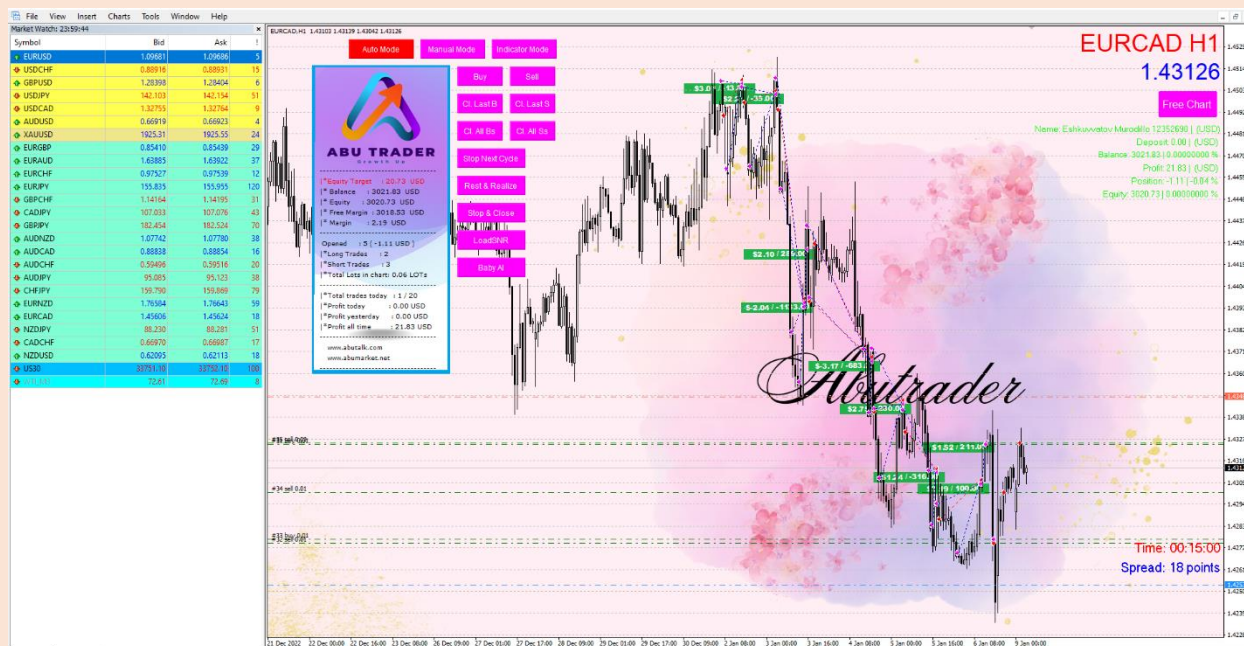 File View Insert Charts Tools Window Help
Market Watch: 23:59:44
Symbol Bid Ask !
EURUSD 1.09681 1.09686 5
USDCHF 0.88916 0.88931 15
GBPUSD 1.28398 1.28404 6
USDJPY 142.103 142.154 51
USDCAD 1.32755 1.32764 9
AUDUSD 0.66919 0.66923 4
XAUUSD 1925.31 1925.55 24
EURGBP 0.85410 0.85439 29
EURAUD 1.63885 1.63922 37
EURCHF 0.97527 0.97539 12
EURJPY 155.835 155.955 120
GBPCHF 1.14164 1.14195 31
CADJPY 107.033 107.076 43
GBPJPY 182.454 182.524 70
AUDNZD 1.07742 1.07780 38
AUDCAD 0.88838 0.88854 16
AUDCHF 0.59496 0.59516 20
AUDJPY 95.085 95.123 38
CHFJPY 159.790 159.869 79
EURNZD 1.76584 1.76643 59
EURCAD 1.45606 1.45624 18
NZDJPY 88.230 88.281 51
CADCHF 0.66970 0.66987 17
NZDUSD 0.62095 0.62113 18
US30 33751.10 33752.10 100
72.61 72.69 8
EURCAD,H1 1.43103 1.43139 1.43042 1.43126
Auto Mode Manual Mode Indicator Mode
Buy Sell
Cl. Last B Cl. Last S
Cl. All Bs Cl. All Ss
Stop Next Cycle
Rest & Realize
Stop & Close
LoadSNR
Baby AI
ABU TRADER
Growth Up
|*Equity Target : 20.73 USD
|* Balance : 3021.83 USD
|* Equity : 3020.73 USD
|* Free Margin : 3018.53 USD
|* Margin : 2.19 USD
Opened : 5 [ -1.11 USD ]
|*Long Trades : 2
|*Short Trades : 3
|*Total Lots in chart: 0.06 LOTs
|*Total trades today : 1 / 20
|*Profit today : 0.00 USD
|*Profit yesterday : 0.00 USD
|*Profit all time : 21.83 USD
www.abutalk.com
www.abumarket.net
EURCAD H1
1.43126
Free Chart
Name: Eshkuvvatov Murodillo 12352690 | (USD)
Deposit: 0.00 | (USD)
Balance: 3021.83 | 0.00000000 %
Profit: 21.83 | (USD)
Position: -1.11 | -0.04 %
Equity: 3020.73 | 0.00000000 %
Abutrader
#34 sell 0.01
#33 buy 0.01
Time: 00:15:00
Spread: 18 points
21 Dec 2022 22 Dec 00:00 22 Dec 16:00 23 Dec 08:00 26 Dec 09:00 27 Dec 01:00 27 Dec 17:00 28 Dec 09:00 29 Dec 01:00 29 Dec 17:00 30 Dec 09:00 2 Jan 08:00 3 Jan 00:00 3 Jan 16:00 4 Jan 08:00 5 Jan 00:00 5 Jan 16:00 6 Jan 08:00 9 Jan 00:00